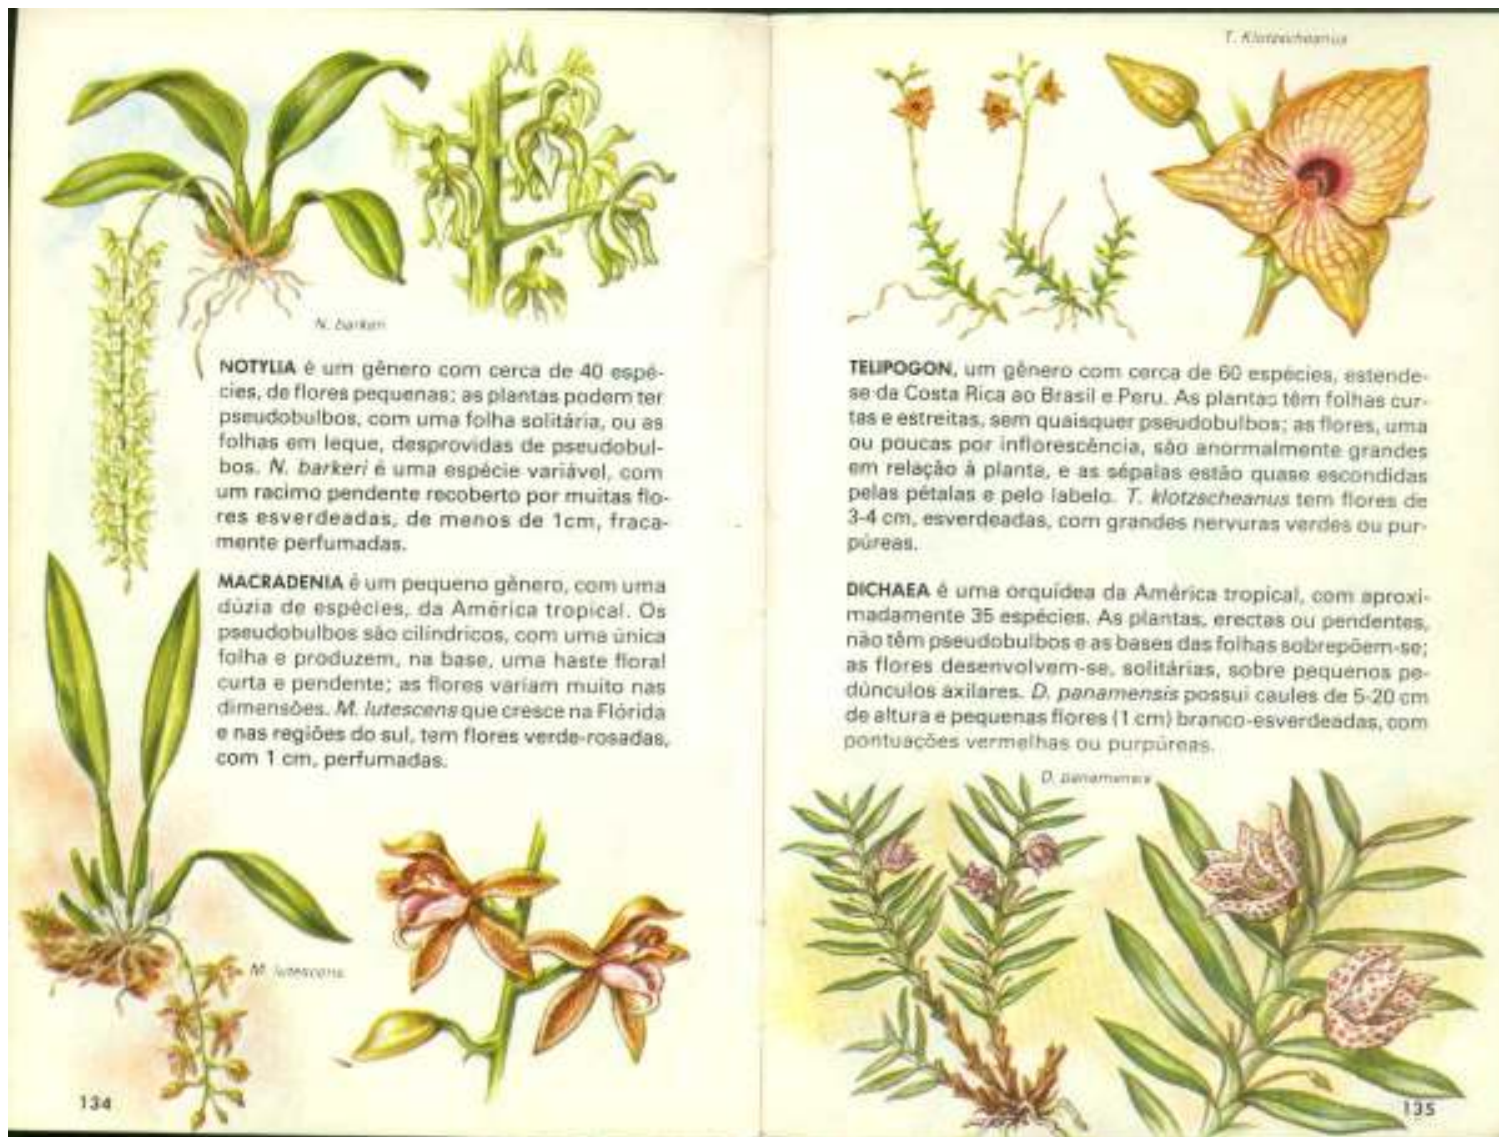 N. barkeri
NOTYLIA é um gênero com cerca de 40 espé-
cies, de flores pequenas; as plantas podem ter
pseudobulbos, com uma folha solitária, ou as
folhas em leque, desprovidas de pseudobul-
bos. N. barkeri é uma espécie variável, com
um racimo pendente recoberto por muitas flo-
res esverdeadas, de menos de 1cm, fraca-
mente perfumadas.
MACRADENIA é um pequeno gênero, com uma
dúzia de espécies, da América tropical. Os
pseudobulbos são cilíndricos, com uma única
folha e produzem, na base, uma haste floral
curta e pendente; as flores variam muito nas
dimensões. M. lutescens que cresce na Flórida
e nas regiões do sul, tem flores verde-rosadas,
com 1 cm, perfumadas.
M. lutescens
134
T. Klotzscheanus
TELIPOGON, um gênero com cerca de 60 espécies, estende-
se da Costa Rica ao Brasil e Peru. As plantas têm folhas cur-
tas e estreitas, sem quaisquer pseudobulbos; as flores, uma
ou poucas por inflorescência, são anormalmente grandes
em relação à planta, e as sépalas estão quase escondidas
pelas pétalas e pelo labelo. T. klotzscheanus tem flores de
3-4 cm, esverdeadas, com grandes nervuras verdes ou pur-
púreas.
DICHAEA é uma orquídea da América tropical, com aproxi-
madamente 35 espécies. As plantas, erectas ou pendentes,
não têm pseudobulbos e as bases das folhas sobrepõem-se;
as flores desenvolvem-se, solitárias, sobre pequenos pe-
dúnculos axilares. D. panamensis possui caules de 5-20 cm
de altura e pequenas flores (1 cm) branco-esverdeadas, com
pontuações vermelhas ou purpúreas.
D. panamensis
135